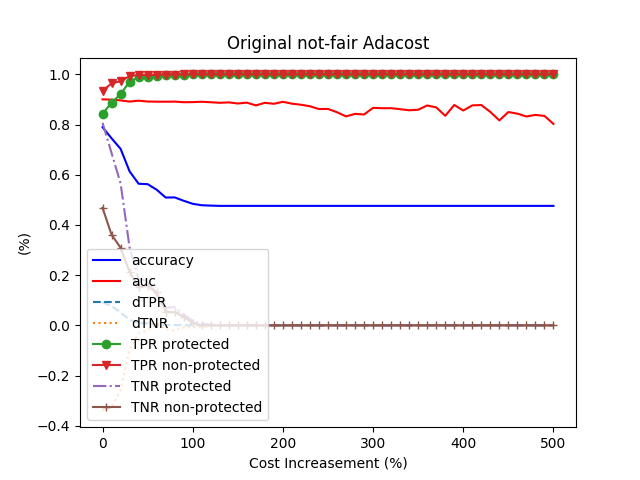 Original not-fair Adacost
(%)
1.0
0.8
0.6
0.4
0.2
0.0
−0.2
−0.4
accuracy
auc
dTPR
dTNR
TPR protected
TPR non-protected
TNR protected
TNR non-protected
0 100 200 300 400 500
Cost Increasement (%)